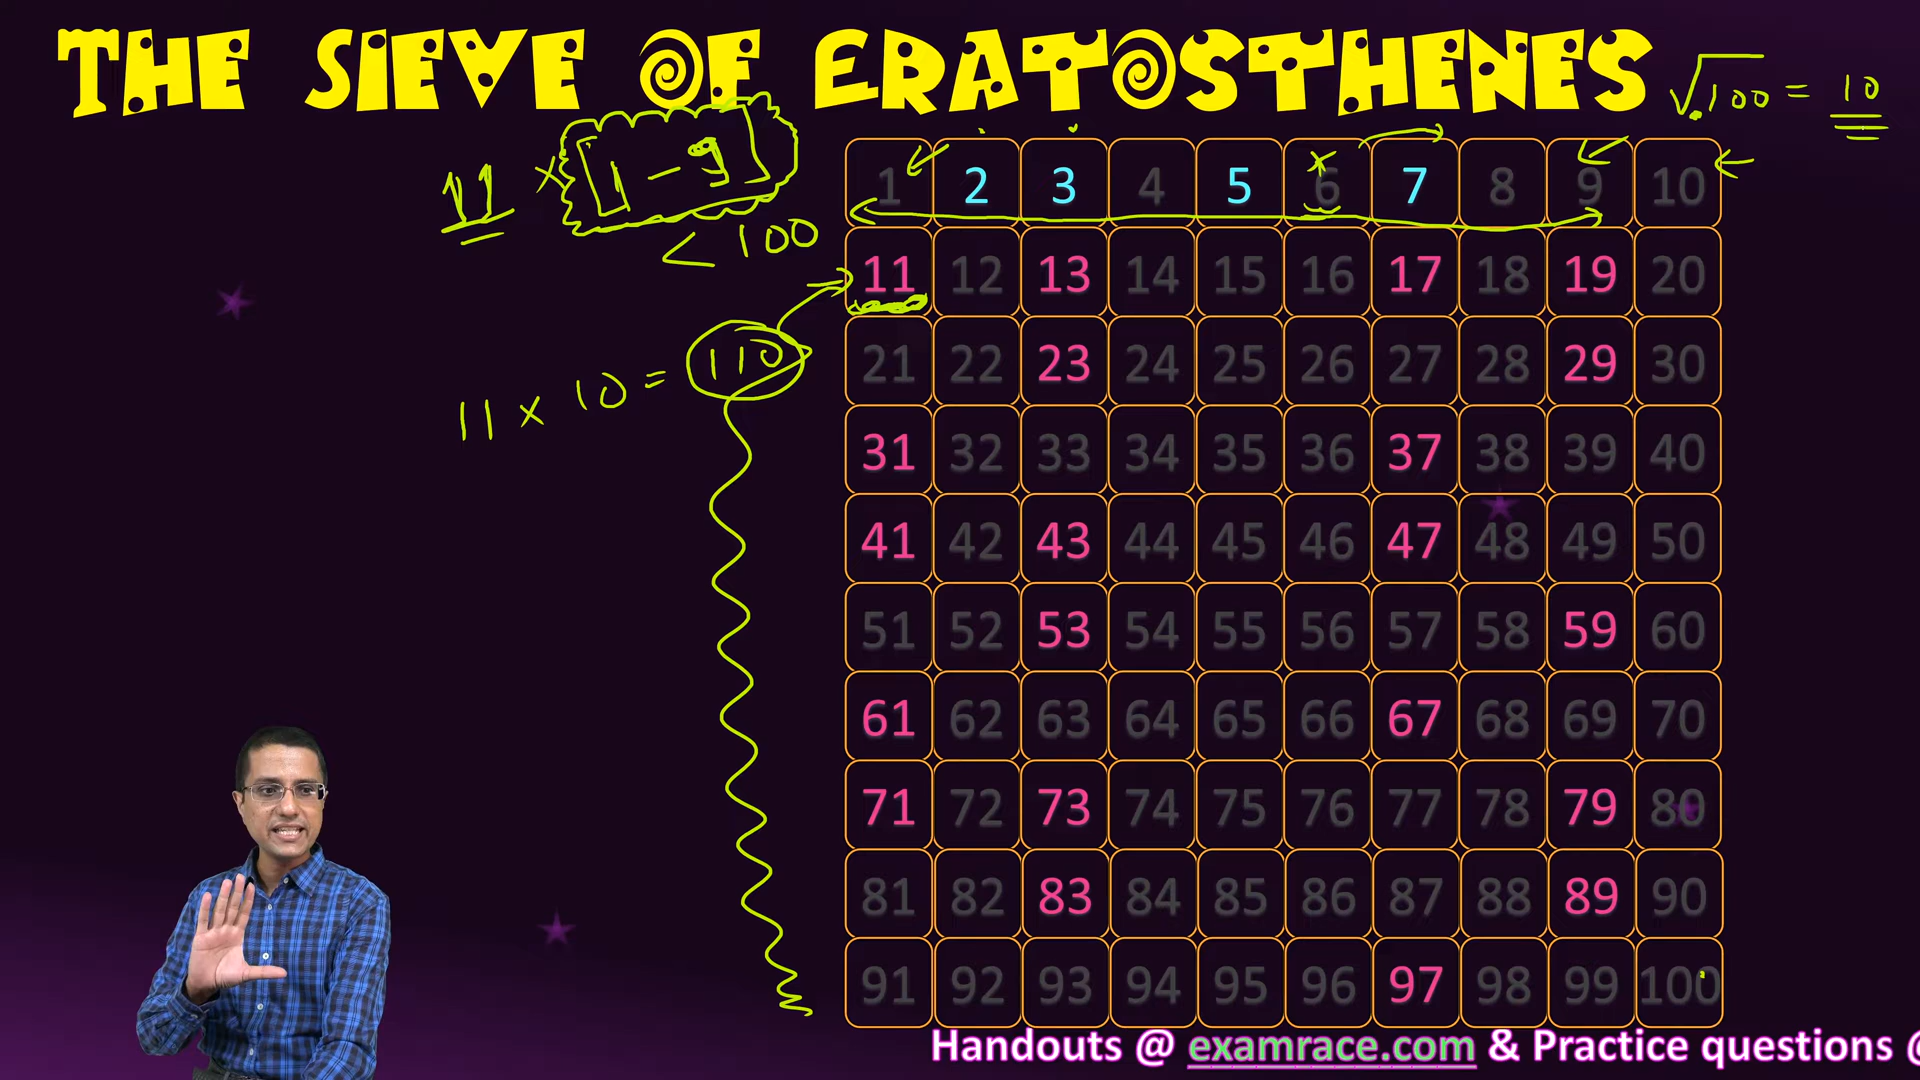 THE SIEVE OF ERATOSTHENES
√100 = 10
11 × [1 - 9]
< 100
11 × 10 = 110
1 2 3 4 5 6 7 8 9 10
11 12 13 14 15 16 17 18 19 20
21 22 23 24 25 26 27 28 29 30
31 32 33 34 35 36 37 38 39 40
41 42 43 44 45 46 47 48 49 50
51 52 53 54 55 56 57 58 59 60
61 62 63 64 65 66 67 68 69 70
71 72 73 74 75 76 77 78 79 80
81 82 83 84 85 86 87 88 89 90
91 92 93 94 95 96 97 98 99 100
Handouts @ examrace.com & Practice questions @